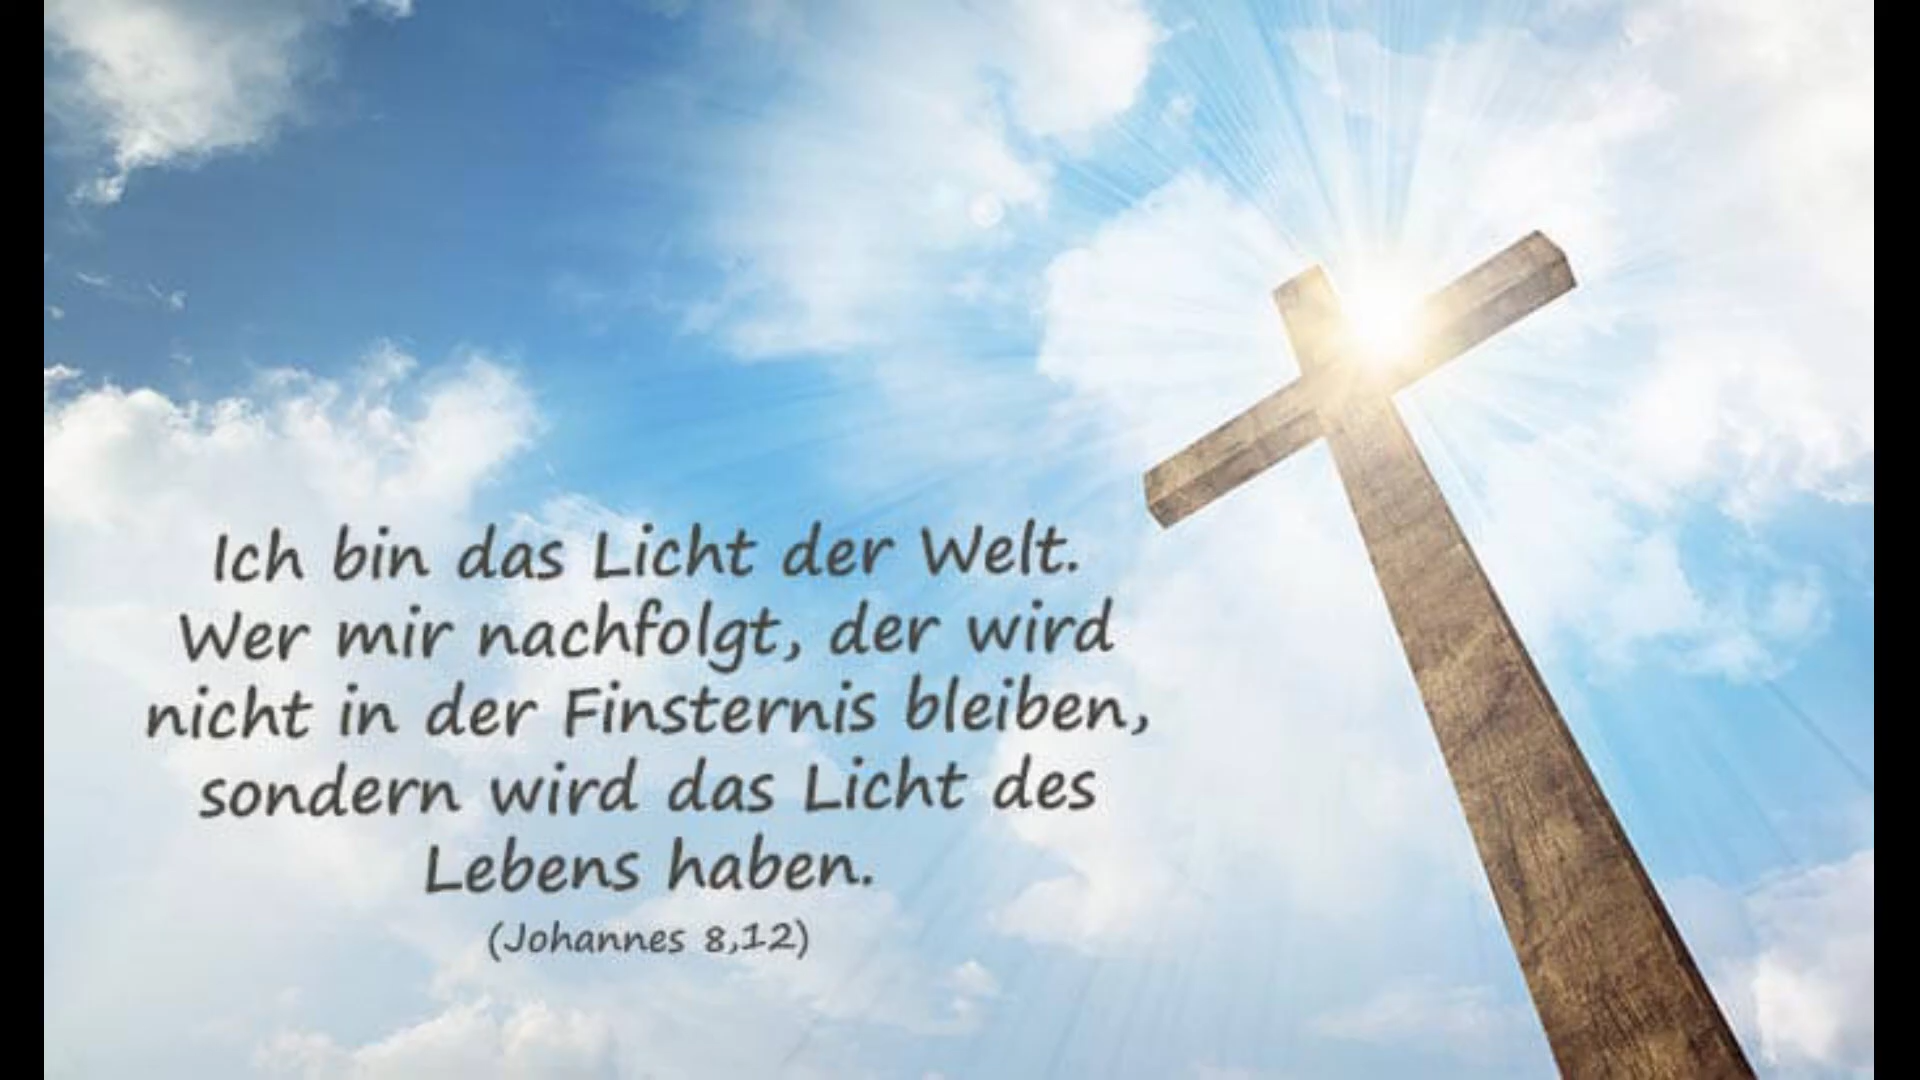 Ich bin das Licht der Welt.
Wer mir nachfolgt, der wird
nicht in der Finsternis bleiben,
sondern wird das Licht des
Lebens haben.
(Johannes 8,12)